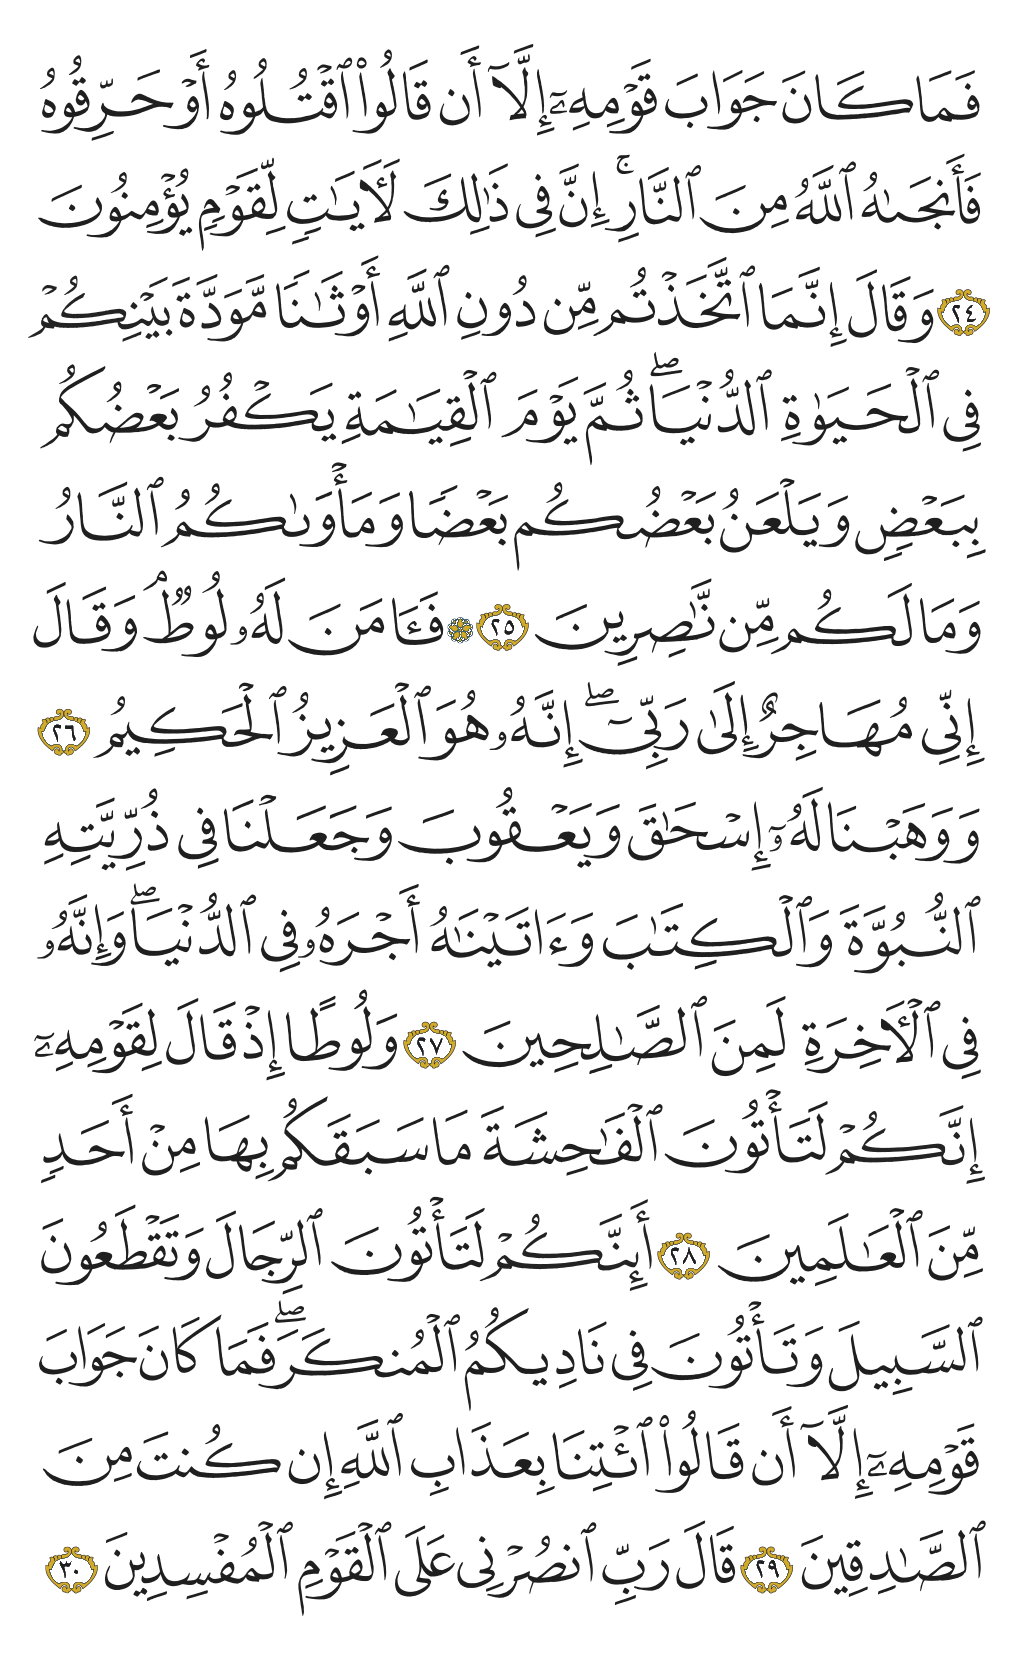 فَمَا كَانَ جَوَابَ قَوْمِهِۦٓ إِلَّآ أَن قَالُوا۟ ٱقْتُلُوهُ أَوْ حَرِّقُوهُ
فَأَنجَىٰهُ ٱللَّهُ مِنَ ٱلنَّارِ ۚ إِنَّ فِى ذَٰلِكَ لَـَٔايَـٰتٍ لِّقَوْمٍ يُؤْمِنُونَ
٢٤ وَقَالَ إِنَّمَا ٱتَّخَذْتُم مِّن دُونِ ٱللَّهِ أَوْثَـٰنًا مَّوَدَّةَ بَيْنِكُمْ
فِى ٱلْحَيَوٰةِ ٱلدُّنْيَا ۖ ثُمَّ يَوْمَ ٱلْقِيَـٰمَةِ يَكْفُرُ بَعْضُكُم
بِبَعْضٍ وَيَلْعَنُ بَعْضُكُم بَعْضًا وَمَأْوَىٰكُمُ ٱلنَّارُ
وَمَا لَكُم مِّن نَّـٰصِرِينَ ٢٥ ۞ فَـَٔامَنَ لَهُۥ لُوطٌ ۘ وَقَالَ
إِنِّى مُهَاجِرٌ إِلَىٰ رَبِّىٓ ۖ إِنَّهُۥ هُوَ ٱلْعَزِيزُ ٱلْحَكِيمُ ٢٦
وَوَهَبْنَا لَهُۥٓ إِسْحَـٰقَ وَيَعْقُوبَ وَجَعَلْنَا فِى ذُرِّيَّتِهِ
ٱلنُّبُوَّةَ وَٱلْكِتَـٰبَ وَءَاتَيْنَـٰهُ أَجْرَهُۥ فِى ٱلدُّنْيَا ۖ وَإِنَّهُۥ
فِى ٱلْـَٔاخِرَةِ لَمِنَ ٱلصَّـٰلِحِينَ ٢٧ وَلُوطًا إِذْ قَالَ لِقَوْمِهِۦٓ
إِنَّكُمْ لَتَأْتُونَ ٱلْفَـٰحِشَةَ مَا سَبَقَكُم بِهَا مِنْ أَحَدٍ
مِّنَ ٱلْعَـٰلَمِينَ ٢٨ أَئِنَّكُمْ لَتَأْتُونَ ٱلرِّجَالَ وَتَقْطَعُونَ
ٱلسَّبِيلَ وَتَأْتُونَ فِى نَادِيكُمُ ٱلْمُنكَرَ ۖ فَمَا كَانَ جَوَابَ
قَوْمِهِۦٓ إِلَّآ أَن قَالُوا۟ ٱئْتِنَا بِعَذَابِ ٱللَّهِ إِن كُنتَ مِنَ
ٱلصَّـٰدِقِينَ ٢٩ قَالَ رَبِّ ٱنصُرْنِى عَلَى ٱلْقَوْمِ ٱلْمُفْسِدِينَ ٣٠